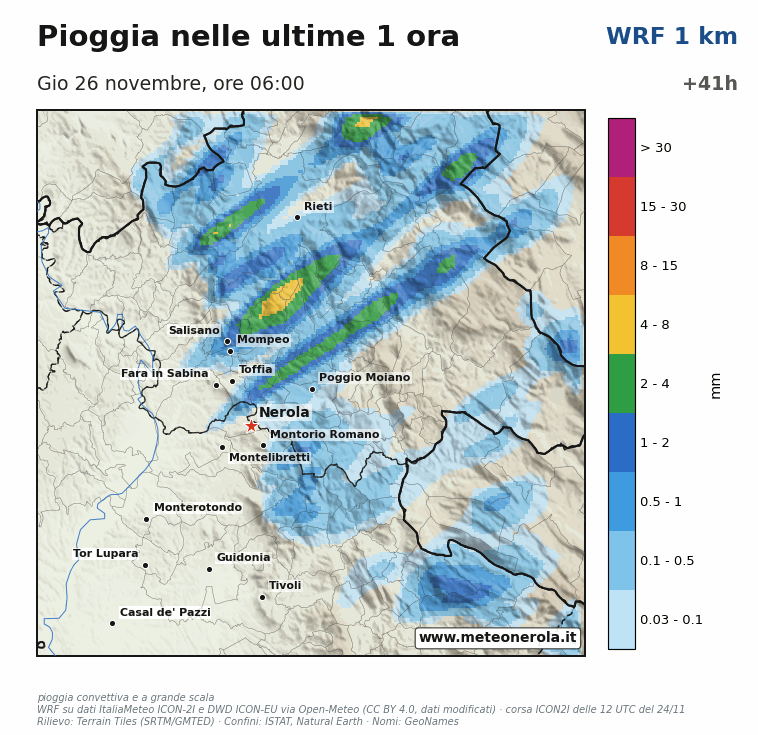 Pioggia nelle ultime 1 ora
WRF 1 km
Gio 26 novembre, ore 06:00
+41h
> 30
15 - 30
8 - 15
4 - 8
2 - 4
1 - 2
0.5 - 1
0.1 - 0.5
0.03 - 0.1
mm
Rieti
Salisano
Mompeo
Toffia
Fara in Sabina
Poggio Moiano
Nerola
Montorio Romano
Montelibretti
Monterotondo
Tor Lupara
Guidonia
Tivoli
Casal de' Pazzi
www.meteonerola.it
pioggia convettiva e a grande scala
WRF su dati ItaliaMeteo ICON-2I e DWD ICON-EU via Open-Meteo (CC BY 4.0, dati modificati) · corsa ICON2I delle 12 UTC del 24/11
Rilievo: Terrain Tiles (SRTM/GMTED) · Confini: ISTAT, Natural Earth · Nomi: GeoNames